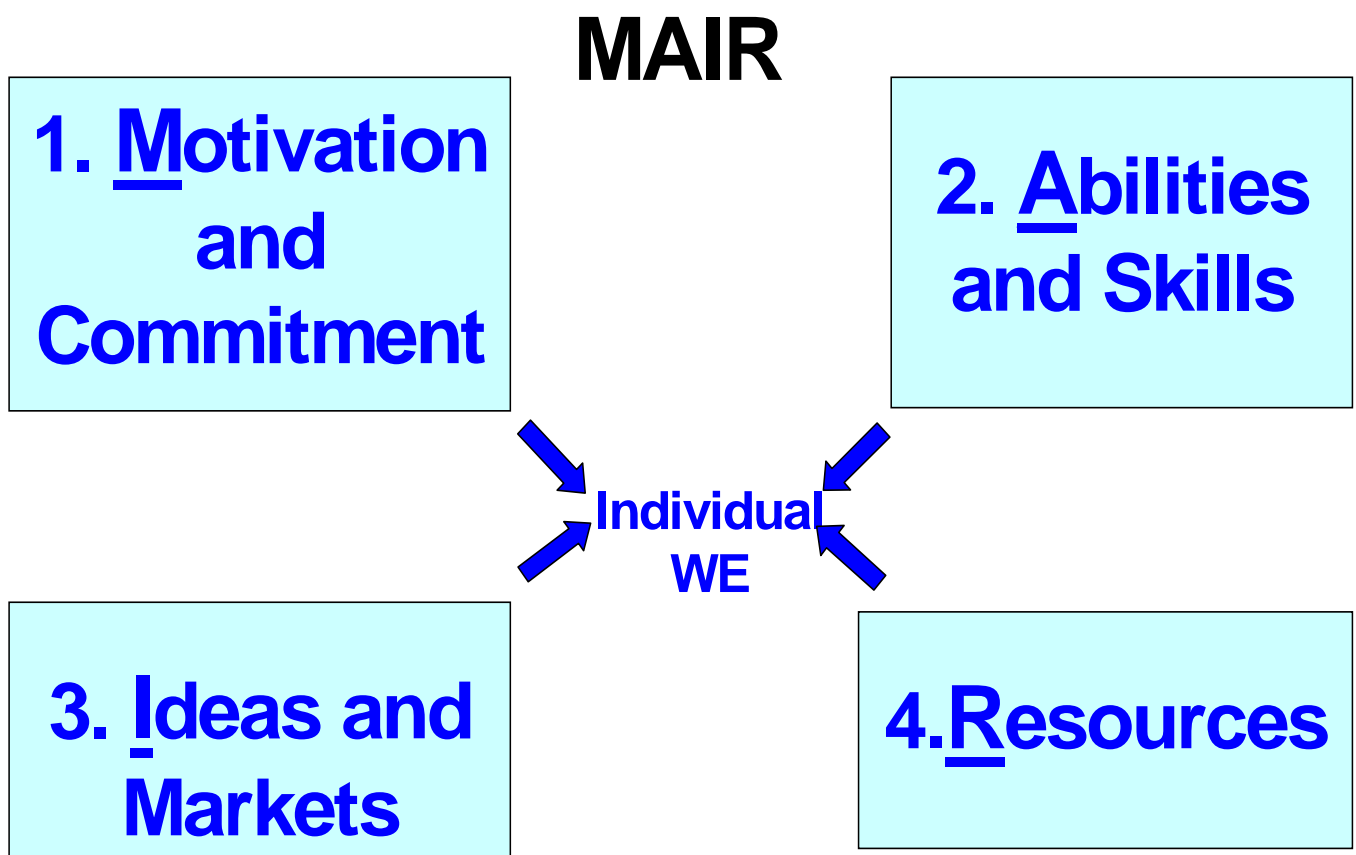 MAIR
1. Motivation
and
Commitment
2. Abilities
and Skills
Individual
WE
3. Ideas and
Markets
4.Resources